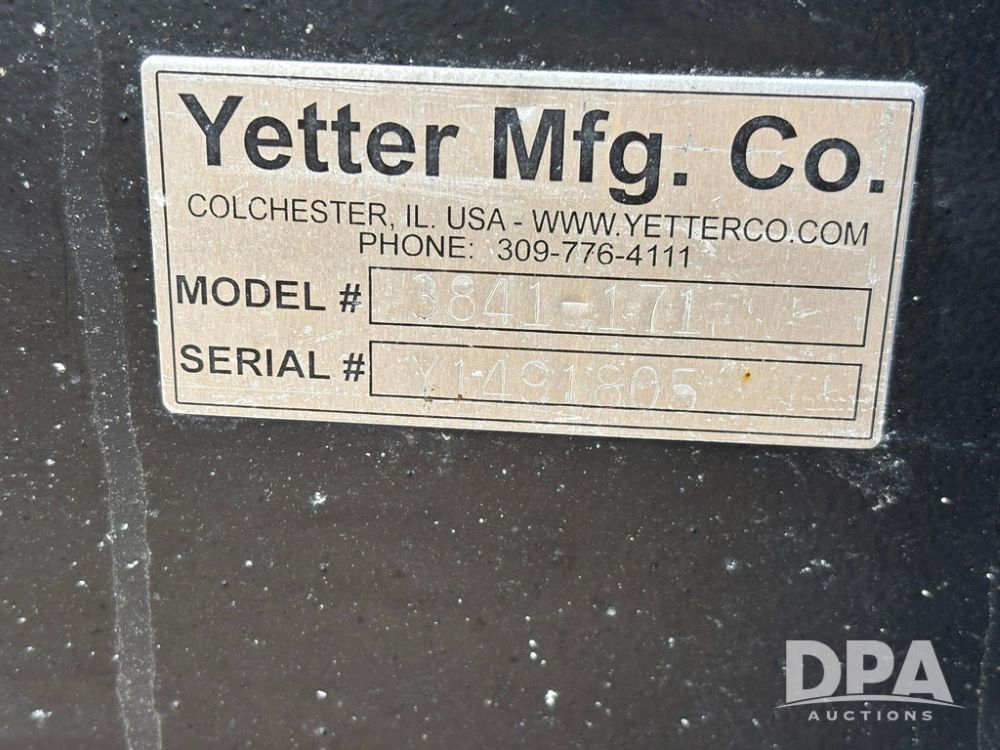 Yetter Mfg. Co.
COLCHESTER, IL. USA - WWW.YETTERCO.COM
PHONE: 309-776-4111
MODEL # 3841-171
SERIAL # Y1491805
DPA
AUCTIONS